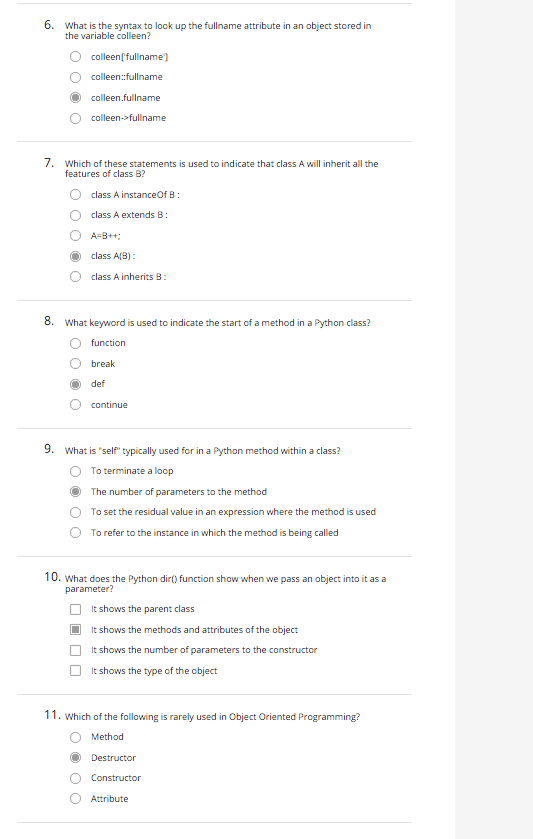 6. What is the syntax to look up the fullname attribute in an object stored in
the variable colleen?
colleen['fullname']
colleen::fullname
colleen.fullname
colleen->fullname
7. Which of these statements is used to indicate that class A will inherit all the
features of class B?
class A instanceOf B :
class A extends B :
A=B++;
class A(B) :
class A inherits B :
8. What keyword is used to indicate the start of a method in a Python class?
function
break
def
continue
9. What is "self" typically used for in a Python method within a class?
To terminate a loop
The number of parameters to the method
To set the residual value in an expression where the method is used
To refer to the instance in which the method is being called
10. What does the Python dir() function show when we pass an object into it as a
parameter?
It shows the parent class
It shows the methods and attributes of the object
It shows the number of parameters to the constructor
It shows the type of the object
11. Which of the following is rarely used in Object Oriented Programming?
Method
Destructor
Constructor
Attribute